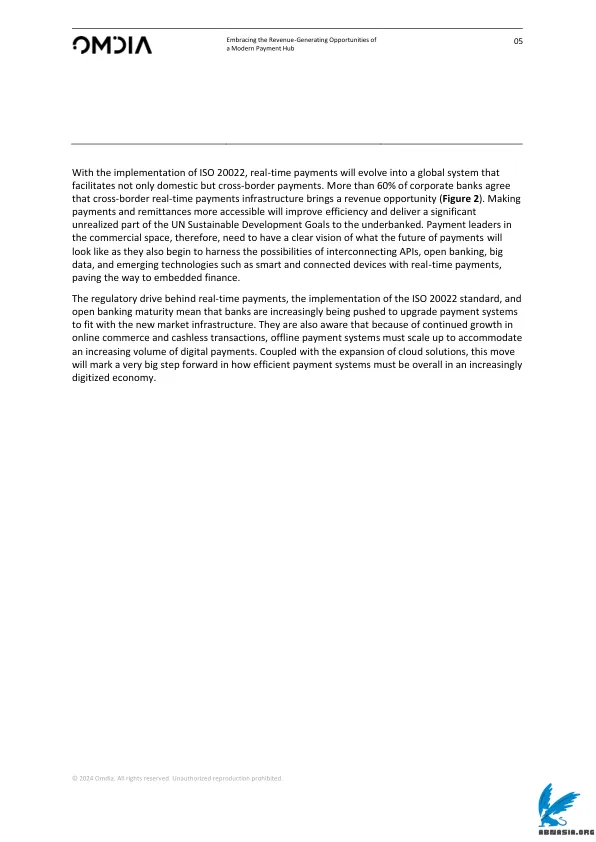 OMDIA
Embracing the Revenue-Generating Opportunities of
a Modern Payment Hub
05
With the implementation of ISO 20022, real-time payments will evolve into a global system that
facilitates not only domestic but cross-border payments. More than 60% of corporate banks agree
that cross-border real-time payments infrastructure brings a revenue opportunity (Figure 2). Making
payments and remittances more accessible will improve efficiency and deliver a significant
unrealized part of the UN Sustainable Development Goals to the underbanked. Payment leaders in
the commercial space, therefore, need to have a clear vision of what the future of payments will
look like as they also begin to harness the possibilities of interconnecting APIs, open banking, big
data, and emerging technologies such as smart and connected devices with real-time payments,
paving the way to embedded finance.
The regulatory drive behind real-time payments, the implementation of the ISO 20022 standard, and
open banking maturity mean that banks are increasingly being pushed to upgrade payment systems
to fit with the new market infrastructure. They are also aware that because of continued growth in
online commerce and cashless transactions, offline payment systems must scale up to accommodate
an increasing volume of digital payments. Coupled with the expansion of cloud solutions, this move
will mark a very big step forward in how efficient payment systems must be overall in an increasingly
digitized economy.
© 2024 Omdia. All rights reserved. Unauthorized reproduction prohibited.
ABNASIA.ORG